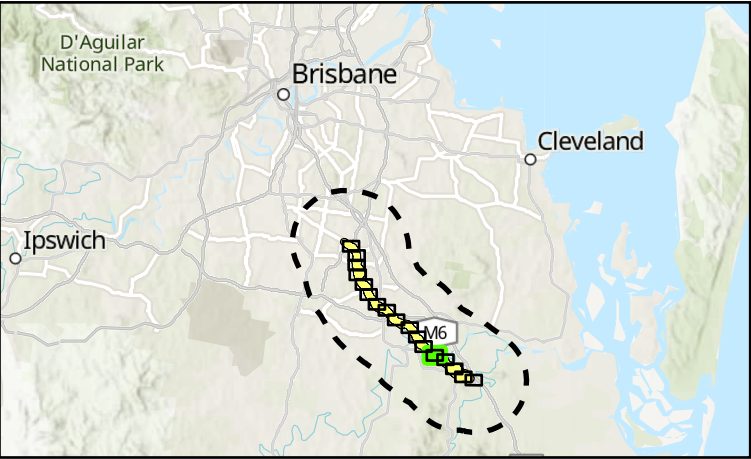 D'Aguilar
National Park
Brisbane
Cleveland
Ipswich
M6